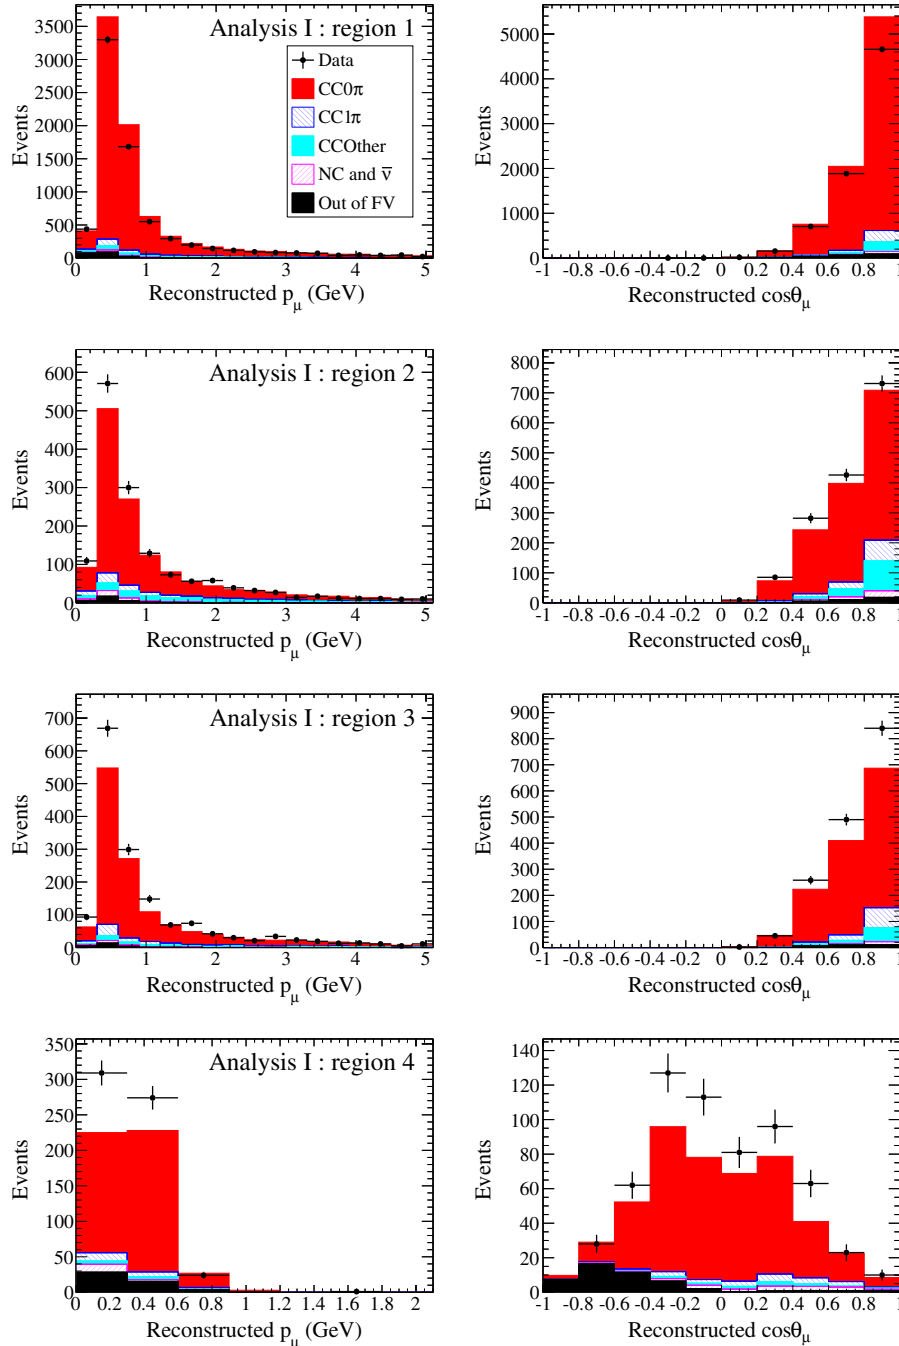 Analysis I : region 1
Data
CC0π
CC1π
CCOther
NC and ν̅
Out of FV
Events
0 500 1000 1500 2000 2500 3000 3500
0 1 2 3 4 5
Reconstructed pμ (GeV)
Events
0 1000 2000 3000 4000 5000
-1 -0.8 -0.6 -0.4 -0.2 0 0.2 0.4 0.6 0.8 1
Reconstructed cosθμ
Analysis I : region 2
Events
0 100 200 300 400 500 600
0 1 2 3 4 5
Reconstructed pμ (GeV)
Events
0 100 200 300 400 500 600 700 800
-1 -0.8 -0.6 -0.4 -0.2 0 0.2 0.4 0.6 0.8 1
Reconstructed cosθμ
Analysis I : region 3
Events
0 100 200 300 400 500 600 700
0 1 2 3 4 5
Reconstructed pμ (GeV)
Events
0 100 200 300 400 500 600 700 800 900
-1 -0.8 -0.6 -0.4 -0.2 0 0.2 0.4 0.6 0.8 1
Reconstructed cosθμ
Analysis I : region 4
Events
0 50 100 150 200 250 300 350
0 0.2 0.4 0.6 0.8 1 1.2 1.4 1.6 1.8 2
Reconstructed pμ (GeV)
Events
0 20 40 60 80 100 120 140
-1 -0.8 -0.6 -0.4 -0.2 0 0.2 0.4 0.6 0.8 1
Reconstructed cosθμ